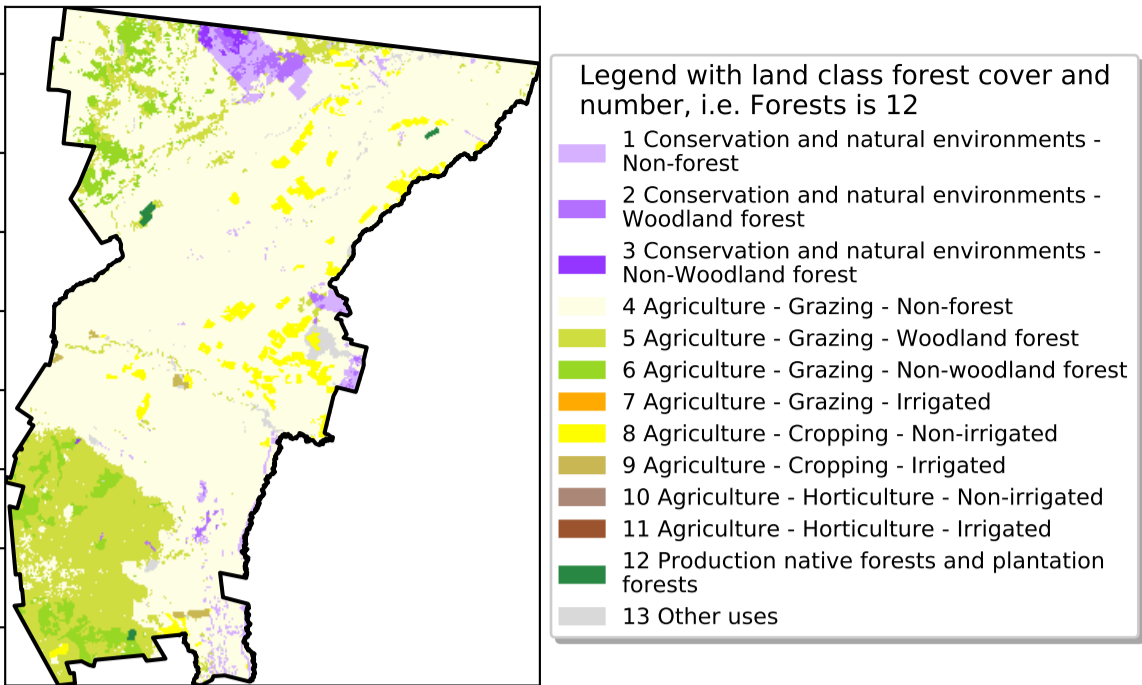 Legend with land class forest cover and
number, i.e. Forests is 12
1 Conservation and natural environments -
Non-forest
2 Conservation and natural environments -
Woodland forest
3 Conservation and natural environments -
Non-Woodland forest
4 Agriculture - Grazing - Non-forest
5 Agriculture - Grazing - Woodland forest
6 Agriculture - Grazing - Non-woodland forest
7 Agriculture - Grazing - Irrigated
8 Agriculture - Cropping - Non-irrigated
9 Agriculture - Cropping - Irrigated
10 Agriculture - Horticulture - Non-irrigated
11 Agriculture - Horticulture - Irrigated
12 Production native forests and plantation
forests
13 Other uses